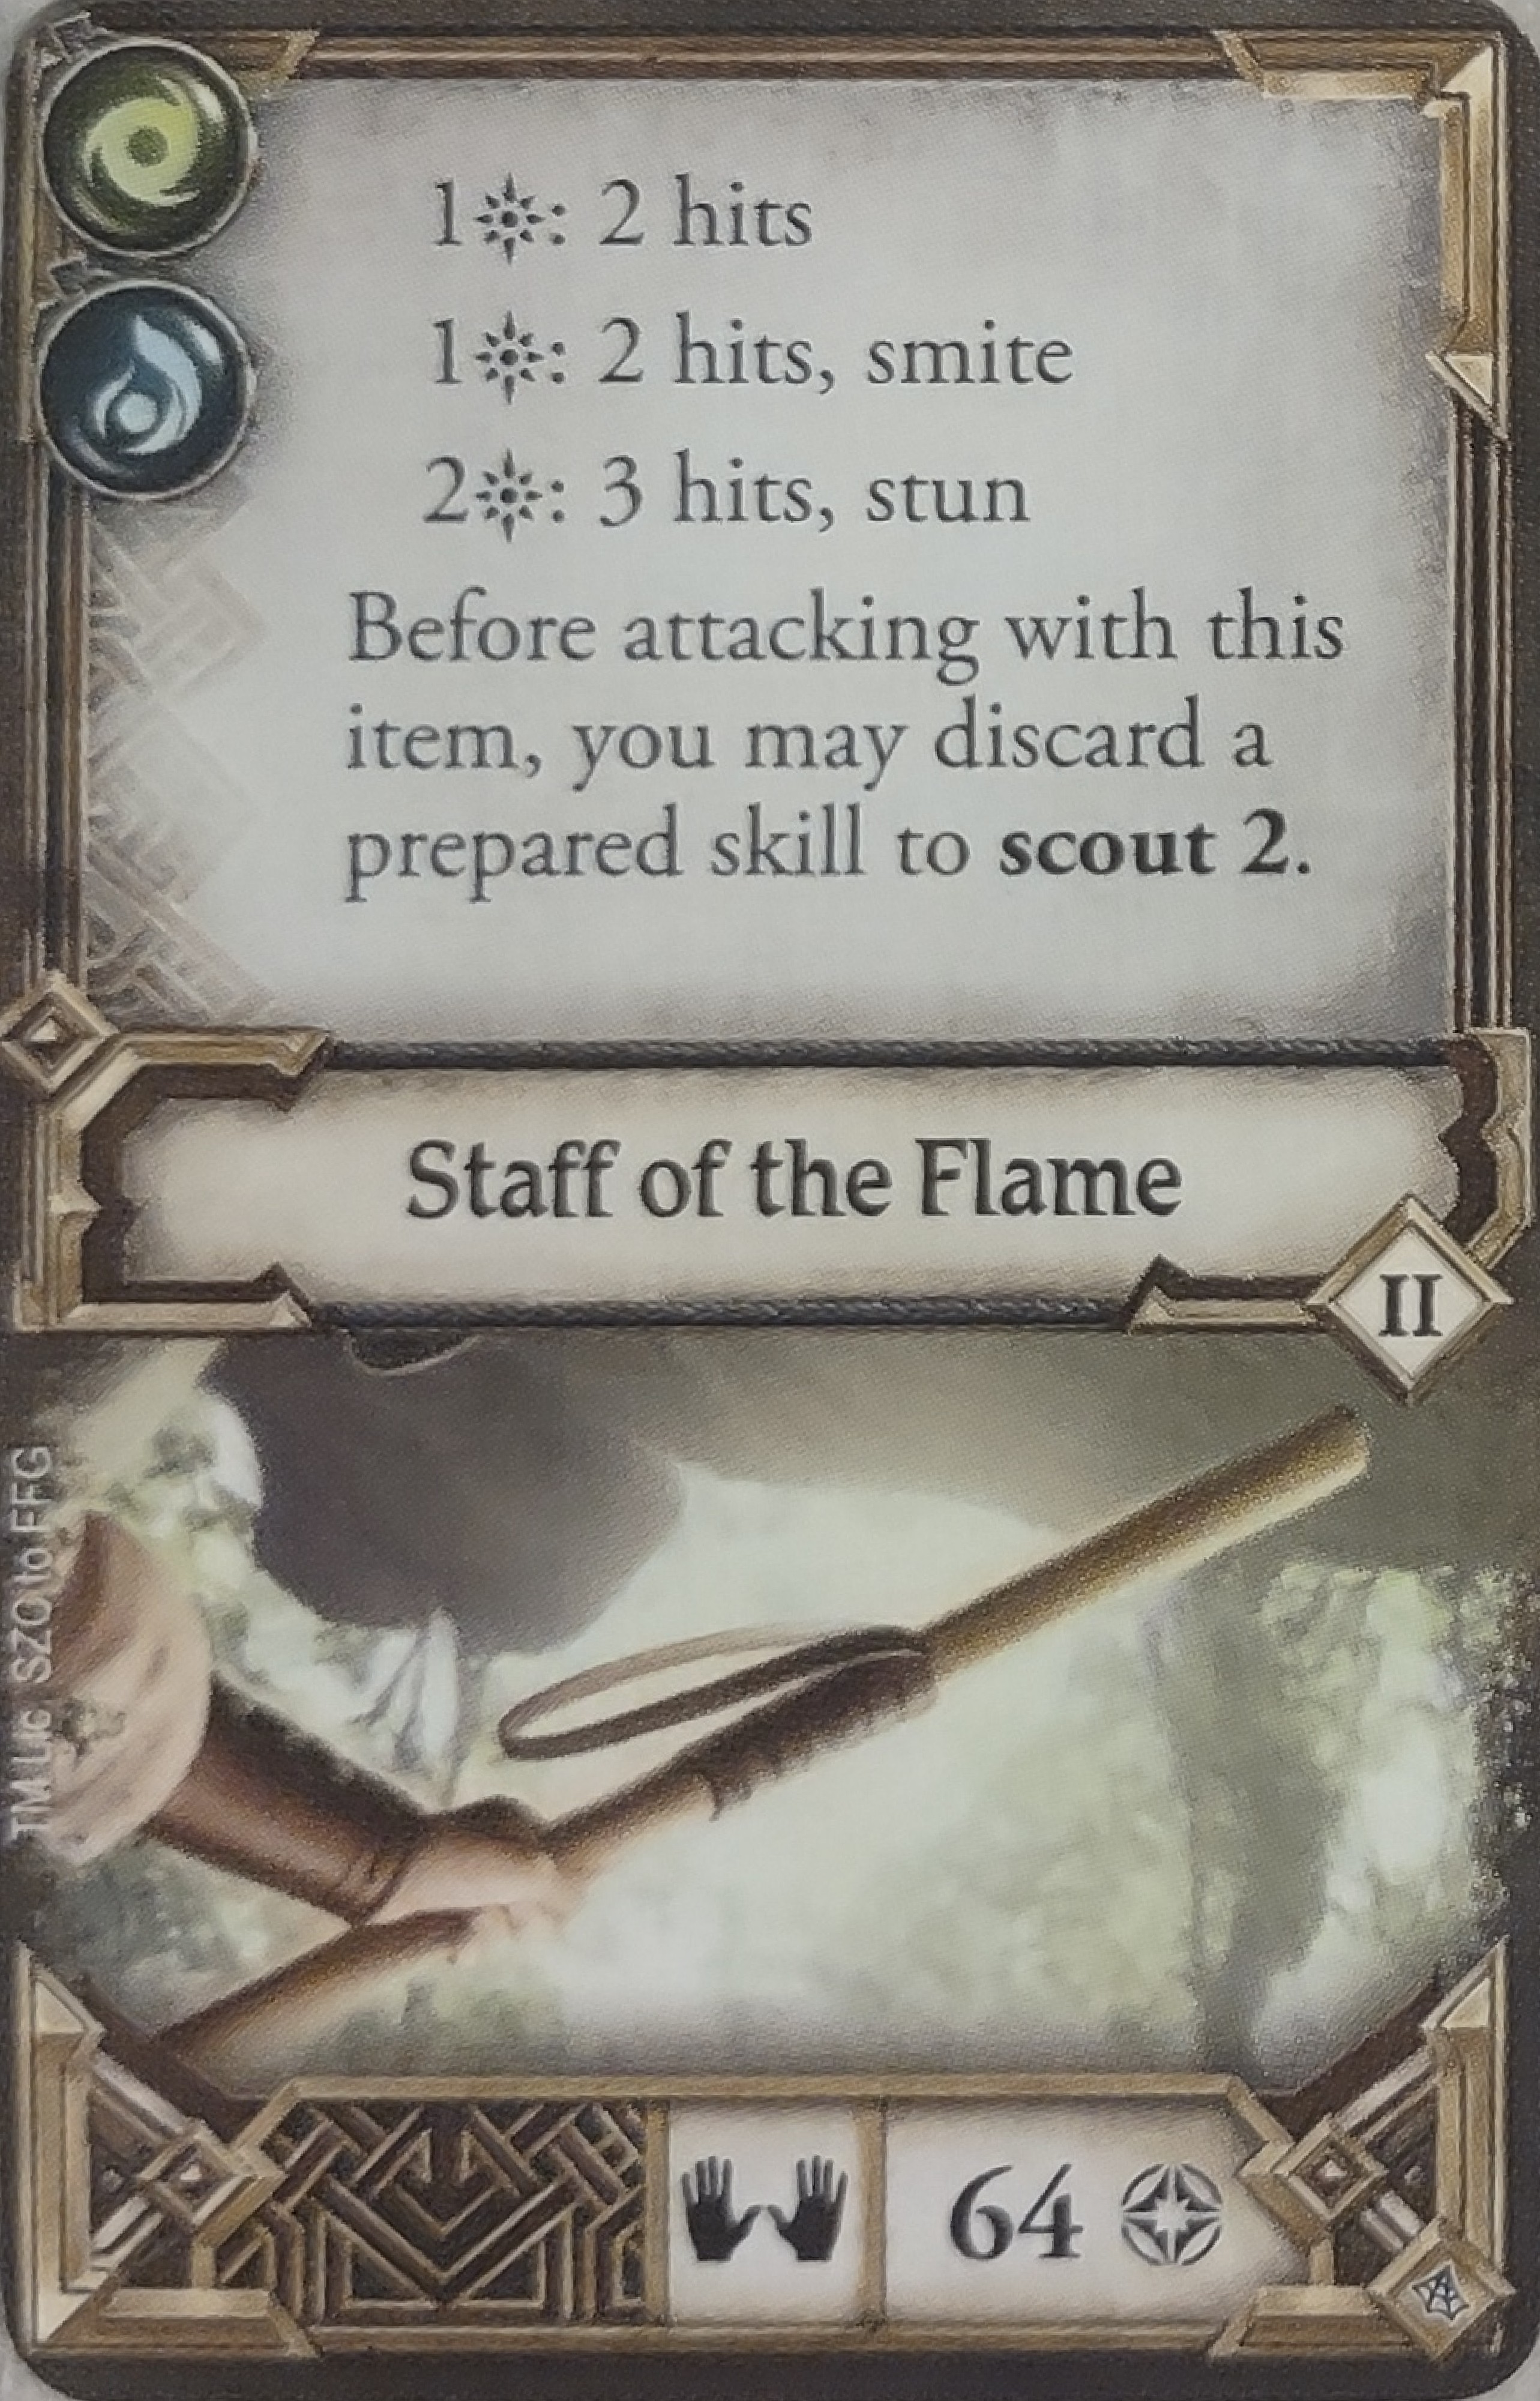 1: 2 hits
1: 2 hits, smite
2: 3 hits, stun
Before attacking with this
item, you may discard a
prepared skill to scout 2.
Staff of the Flame
II
TM Lic SZC to FFG
64